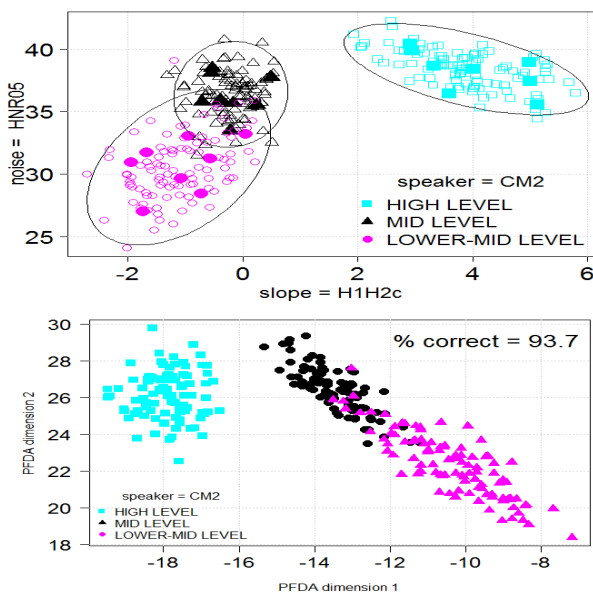 40
35
30
25
noise = HNR05
speaker = CM2
HIGH LEVEL
MID LEVEL
LOWER-MID LEVEL
-2 0 2 4 6
slope = H1H2c
30
28
26
24
22
20
18
PFDA dimension 2
% correct = 93.7
speaker = CM2
HIGH LEVEL
MID LEVEL
LOWER-MID LEVEL
-18 -16 -14 -12 -10 -8
PFDA dimension 1